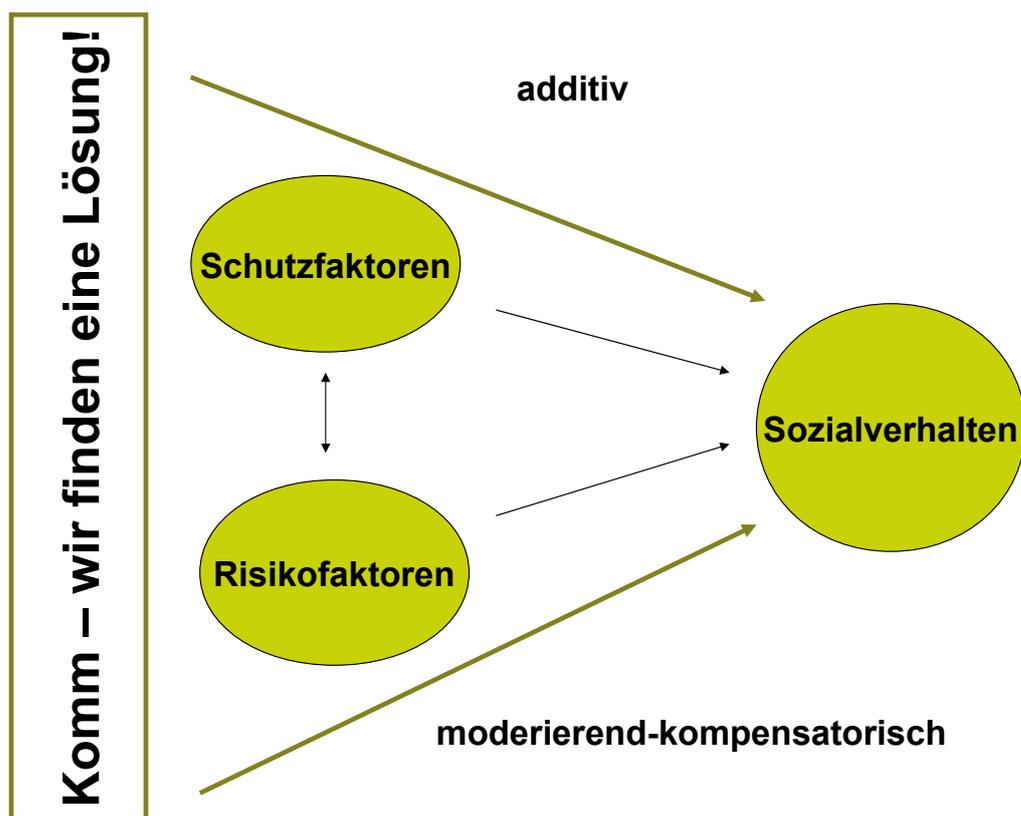 Komm – wir finden eine Lösung!
additiv
Schutzfaktoren
Sozialverhalten
Risikofaktoren
moderierend-kompensatorisch